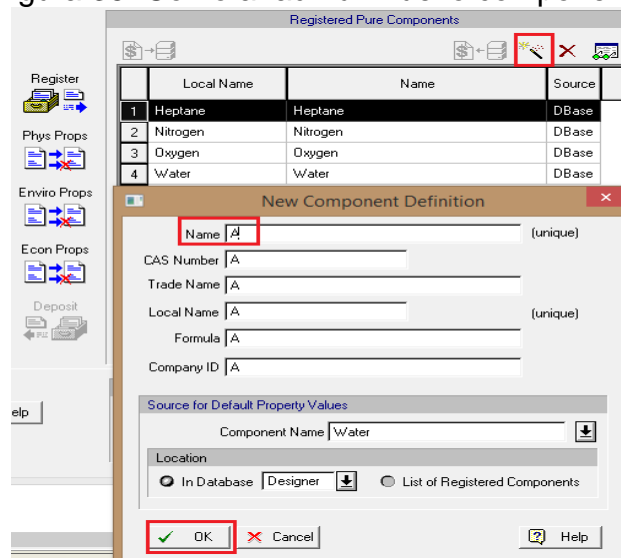 Registered Pure Components
Register
Phys Props
Enviro Props
Econ Props
Deposit
Local Name Name Source
1 Heptane Heptane DBase
2 Nitrogen Nitrogen DBase
3 Oxygen Oxygen DBase
4 Water Water DBase
New Component Definition
Name A (unique)
CAS Number A
Trade Name A
Local Name A (unique)
Formula A
Company ID A
Source for Default Property Values
Component Name Water
Location
In Database Designer List of Registered Components
elp
OK Cancel Help